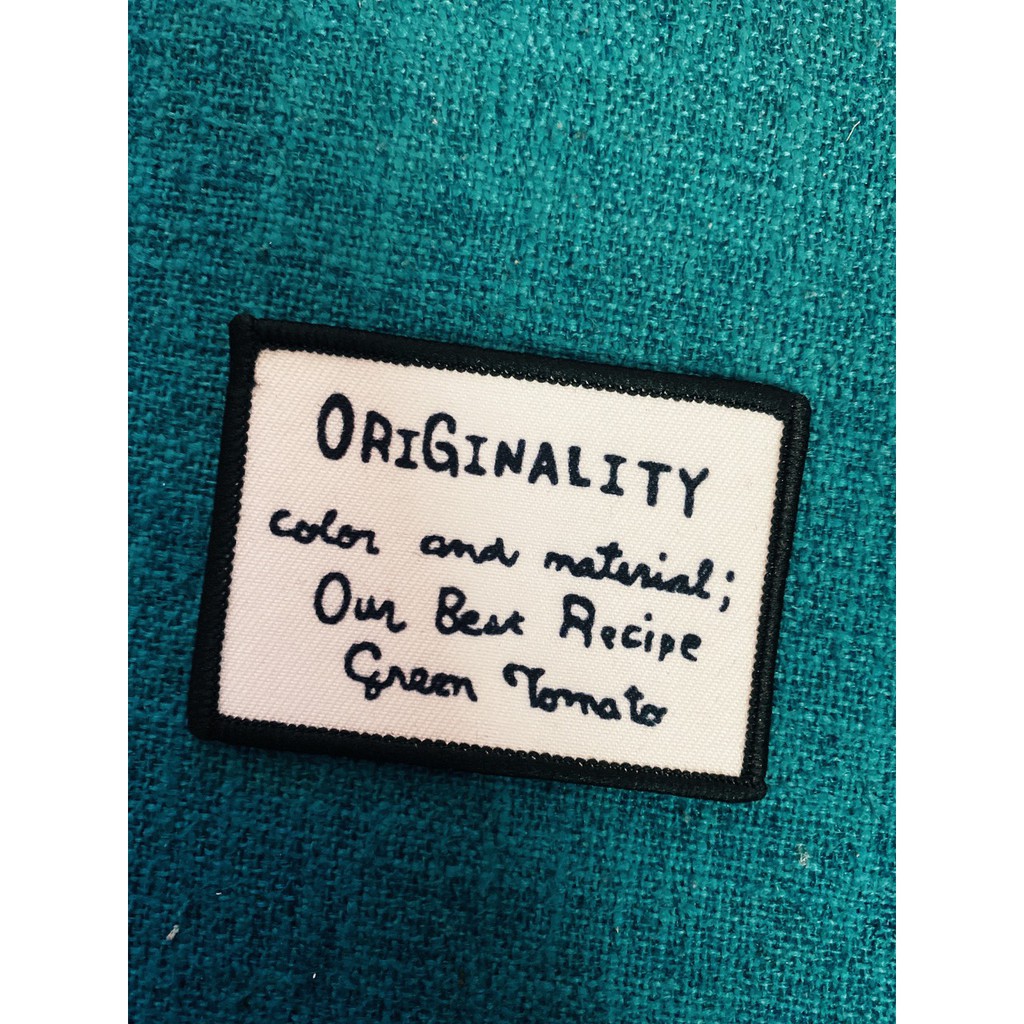 ORiGINALITY
color and material;
Our Best Recipe
Green Tomato